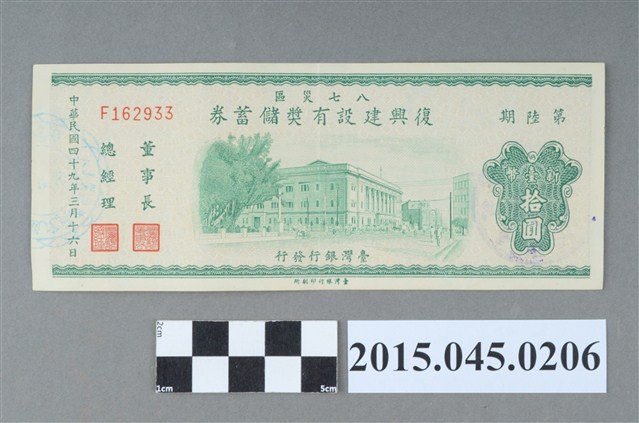 區災七八
券蓄儲獎有設建興復
期陸第
F162933
幣臺新
拾圓
董事長
總經理
中華民國四十九年三月十六日
行發行銀灣臺
所刷印行銀灣臺
2cm
1cm
5cm
2015.045.0206